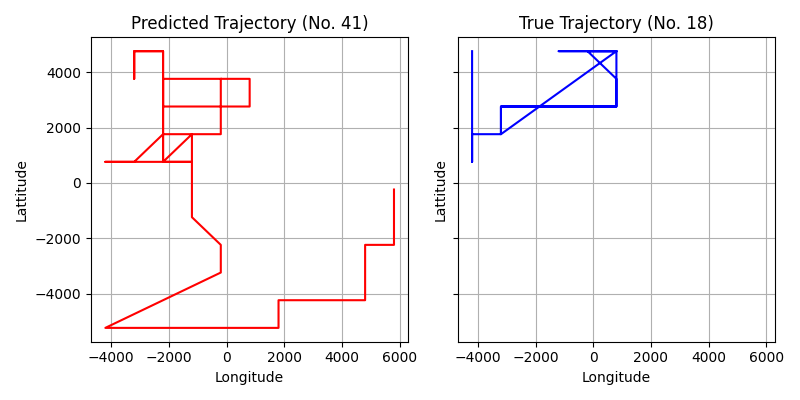 Predicted Trajectory (No. 41)
True Trajectory (No. 18)
Lattitude
4000
2000
0
−2000
−4000
−4000 −2000 0 2000 4000 6000
Longitude
Lattitude
−4000 −2000 0 2000 4000 6000
Longitude